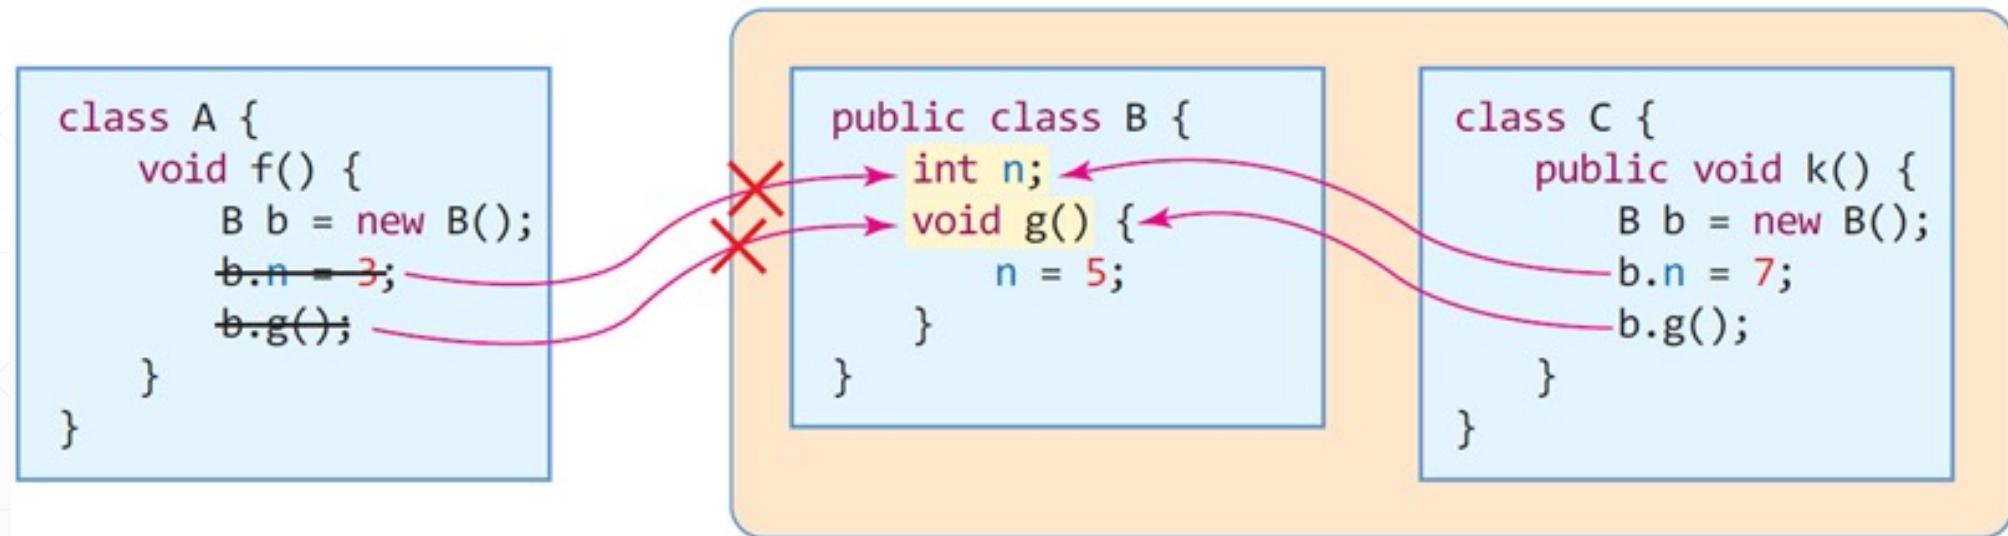 class A {
void f() {
B b = new B();
b.n = 3;
b.g();
}
}
public class B {
int n;
void g() {
n = 5;
}
}
class C {
public void k() {
B b = new B();
b.n = 7;
b.g();
}
}